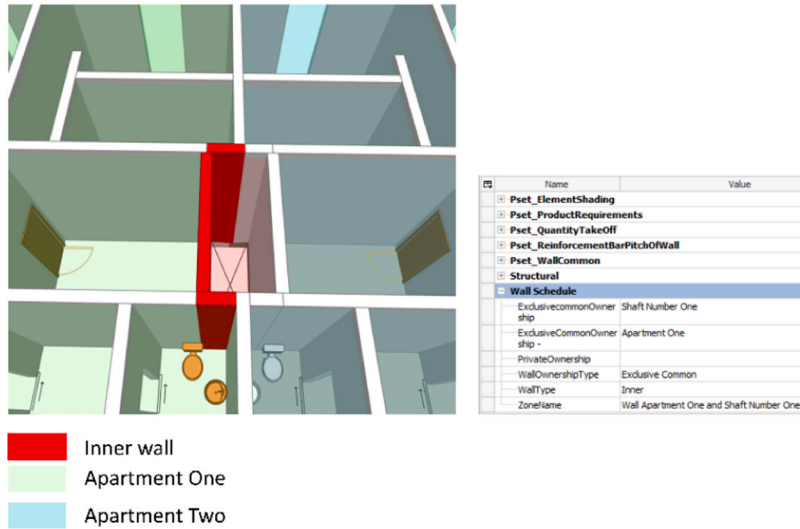 Name Value
Pset_ElementShading
Pset_ProductRequirements
Pset_QuantityTakeOff
Pset_ReinforcementBarPitchOfWall
Pset_WallCommon
Structural
Wall Schedule
ExclusivecommonOwner Shaft Number One
ship
ExclusiveCommonOwner Apartment One
ship -
PrivateOwnership
WallOwnershipType Exclusive Common
WallType Inner
ZoneName Wall Apartment One and Shaft Number One
Inner wall
Apartment One
Apartment Two